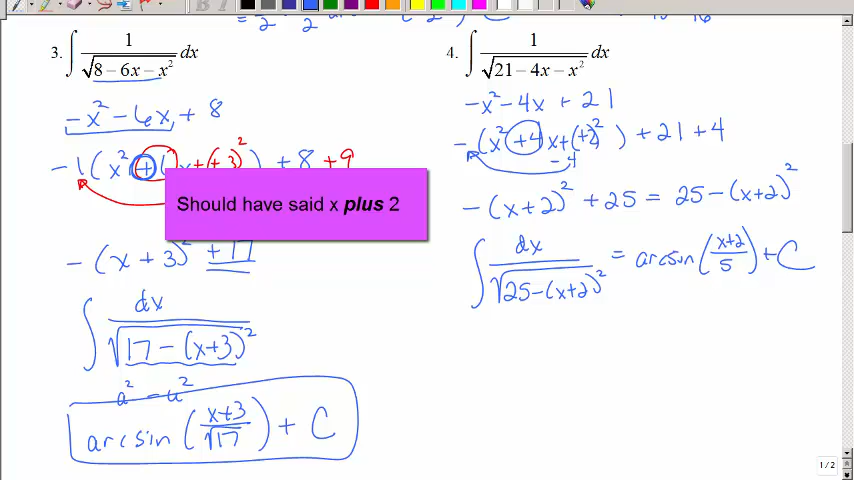 3. ∫ 1/√(8 − 6x − x²) dx
− x² − 6x + 8
− 1 ( x² + x + (+3)² ) + 8 + 9
Should have said x plus 2
− (x + 3)² + 17
∫ dx/√(17 − (x+3)²)
a² − u²
arcsin ( (x+3)/√17 ) + C
4. ∫ 1/√(21 − 4x − x²) dx
− x² − 4x + 21
− (x² + 4x + (+2)² ) + 21 + 4
− 4
− (x + 2)² + 25 = 25 − (x + 2)²
∫ dx/√(25 − (x+2)²) = arcsin ( (x+2)/5 ) + C
1/2